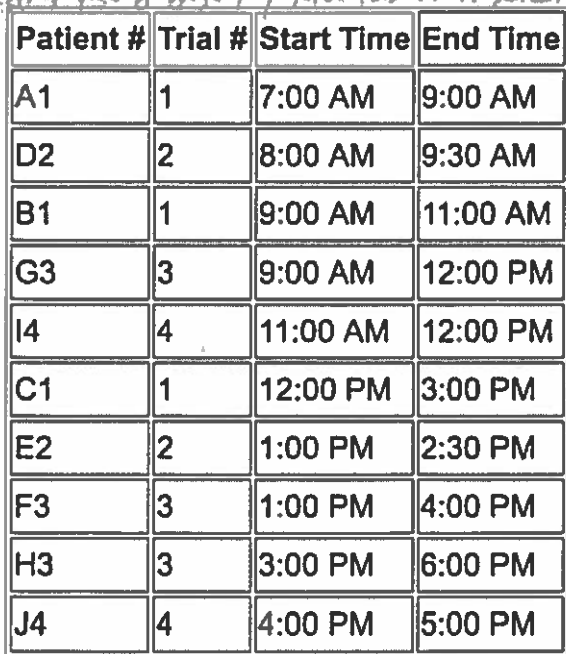 Patient # Trial # Start Time End Time
A1 1 7:00 AM 9:00 AM
D2 2 8:00 AM 9:30 AM
B1 1 9:00 AM 11:00 AM
G3 3 9:00 AM 12:00 PM
I4 4 11:00 AM 12:00 PM
C1 1 12:00 PM 3:00 PM
E2 2 1:00 PM 2:30 PM
F3 3 1:00 PM 4:00 PM
H3 3 3:00 PM 6:00 PM
J4 4 4:00 PM 5:00 PM